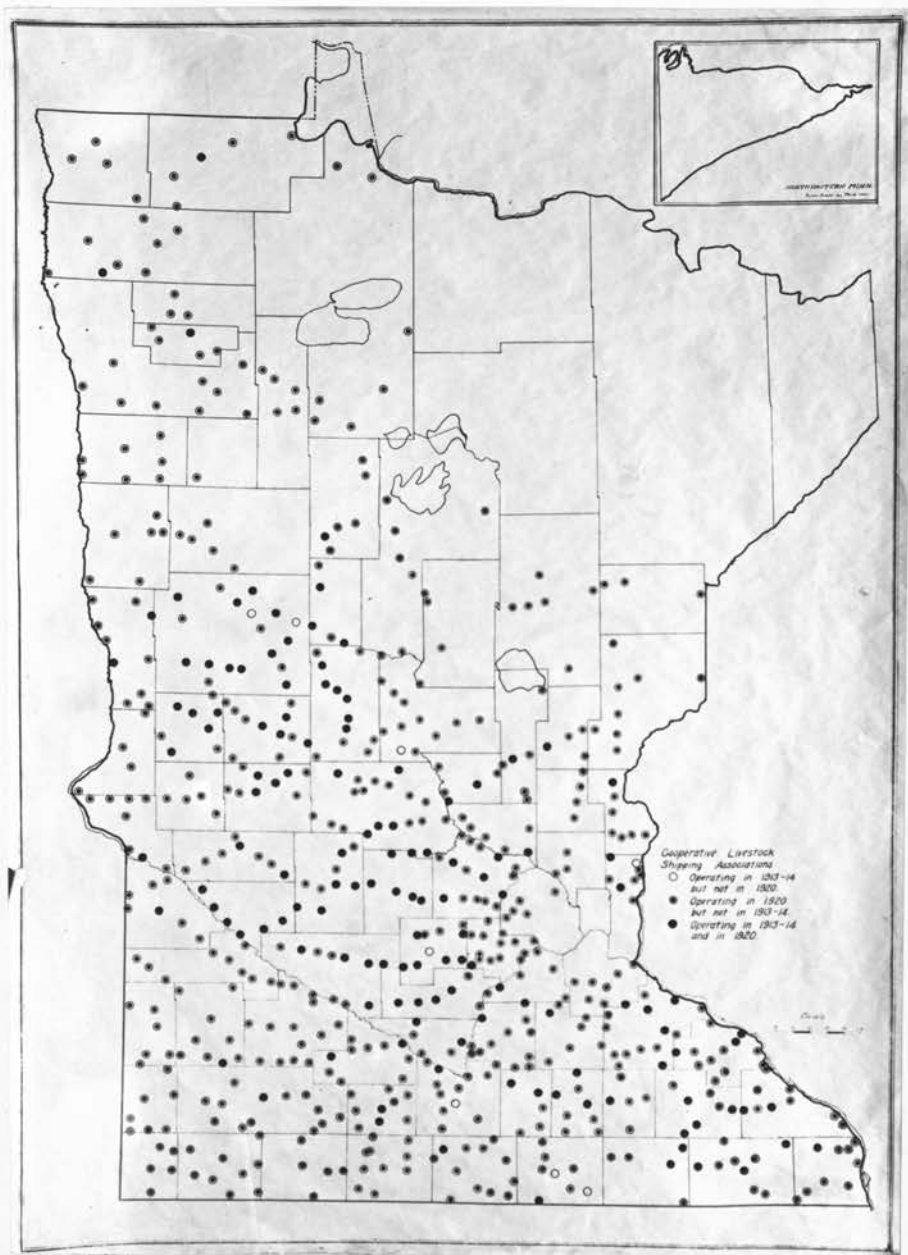 NORTHEASTERN MINN.
Cooperative Livestock
Shipping Associations
Operating in 1913-14
but not in 1920.
Operating in 1920
but not in 1913-14.
Operating in 1913-14
and in 1920.